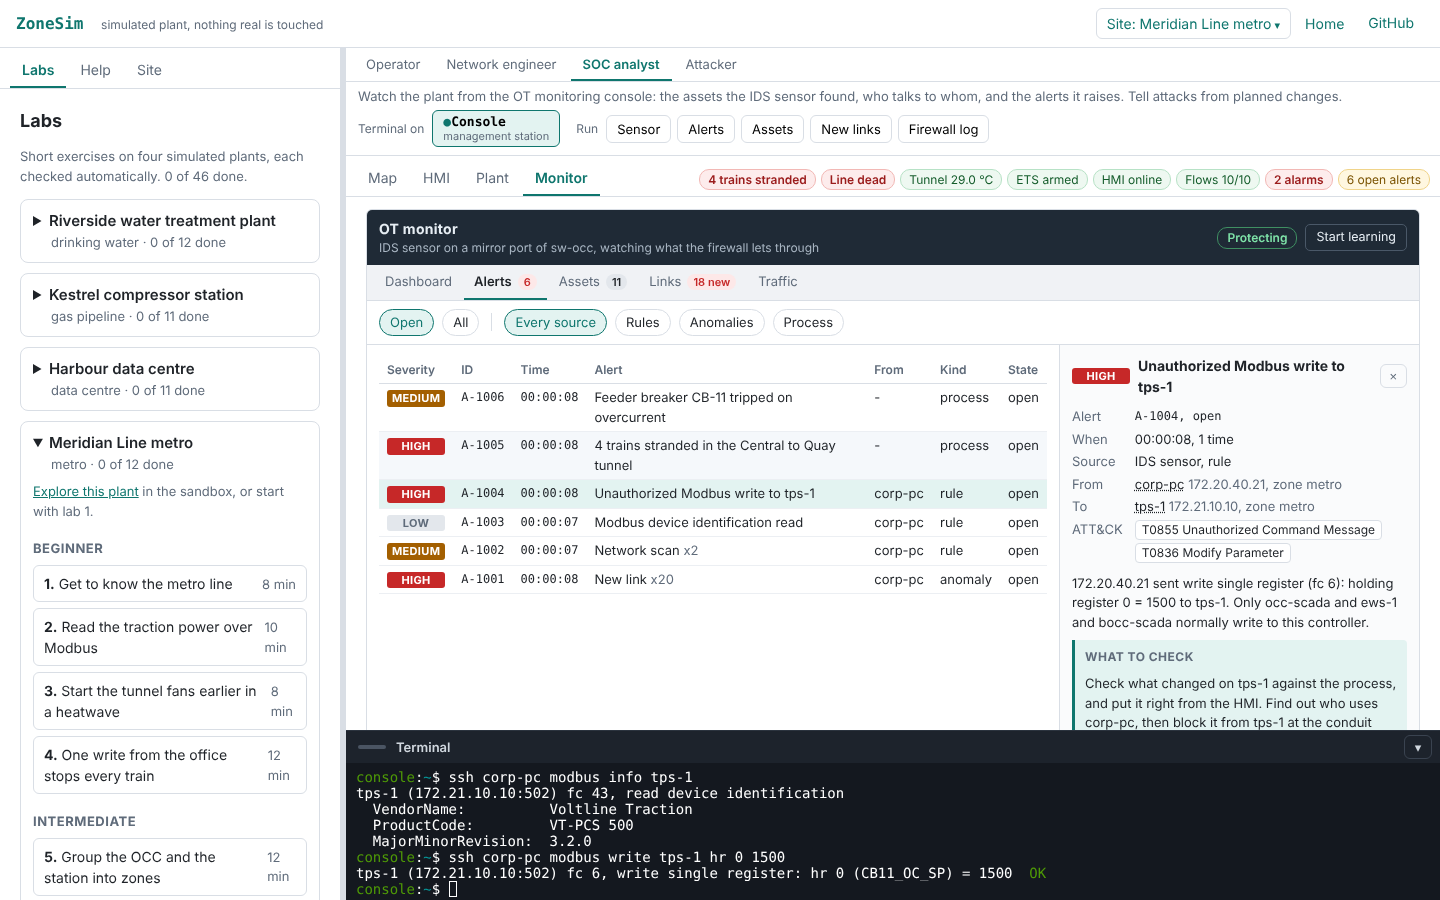 ZoneSim simulated plant, nothing real is touched Site: Meridian Line metro ▾ Home GitHub
Labs Help Site
Labs
Short exercises on four simulated plants, each
checked automatically. 0 of 46 done.
▶ Riverside water treatment plant
drinking water · 0 of 12 done
▶ Kestrel compressor station
gas pipeline · 0 of 11 done
▶ Harbour data centre
data centre · 0 of 11 done
▼ Meridian Line metro
metro · 0 of 12 done
Explore this plant in the sandbox, or start
with lab 1.
BEGINNER
1. Get to know the metro line 8 min
2. Read the traction power over 10
Modbus min
3. Start the tunnel fans earlier in 8
a heatwave min
4. One write from the office 12
stops every train min
INTERMEDIATE
5. Group the OCC and the 12
station into zones min
Operator Network engineer SOC analyst Attacker
Watch the plant from the OT monitoring console: the assets the IDS sensor found, who talks to whom, and the alerts it raises. Tell attacks from planned changes.
Terminal on ●Console Run Sensor Alerts Assets New links Firewall log
management station
Map HMI Plant Monitor 4 trains stranded Line dead Tunnel 29.0 °C ETS armed HMI online Flows 10/10 2 alarms 6 open alerts
OT monitor
IDS sensor on a mirror port of sw-occ, watching what the firewall lets through Protecting Start learning
Dashboard Alerts 6 Assets 11 Links 18 new Traffic
Open All Every source Rules Anomalies Process
Severity ID Time Alert From Kind State
MEDIUM A-1006 00:00:08 Feeder breaker CB-11 tripped on - process open
overcurrent
HIGH A-1005 00:00:08 4 trains stranded in the Central to Quay - process open
tunnel
HIGH A-1004 00:00:08 Unauthorized Modbus write to tps-1 corp-pc rule open
LOW A-1003 00:00:07 Modbus device identification read corp-pc rule open
MEDIUM A-1002 00:00:07 Network scan x2 corp-pc rule open
HIGH A-1001 00:00:08 New link x20 corp-pc anomaly open
HIGH Unauthorized Modbus write to ×
tps-1
Alert A-1004, open
When 00:00:08, 1 time
Source IDS sensor, rule
From corp-pc 172.20.40.21, zone metro
To tps-1 172.21.10.10, zone metro
ATT&CK T0855 Unauthorized Command Message
T0836 Modify Parameter
172.20.40.21 sent write single register (fc 6): holding
register 0 = 1500 to tps-1. Only occ-scada and ews-1
and bocc-scada normally write to this controller.
WHAT TO CHECK
Check what changed on tps-1 against the process,
and put it right from the HMI. Find out who uses
corp-pc, then block it from tps-1 at the conduit
Terminal ▾
console:~$ ssh corp-pc modbus info tps-1
tps-1 (172.21.10.10:502) fc 43, read device identification
VendorName: Voltline Traction
ProductCode: VT-PCS 500
MajorMinorRevision: 3.2.0
console:~$ ssh corp-pc modbus write tps-1 hr 0 1500
tps-1 (172.21.10.10:502) fc 6, write single register: hr 0 (CB11_OC_SP) = 1500 OK
console:~$